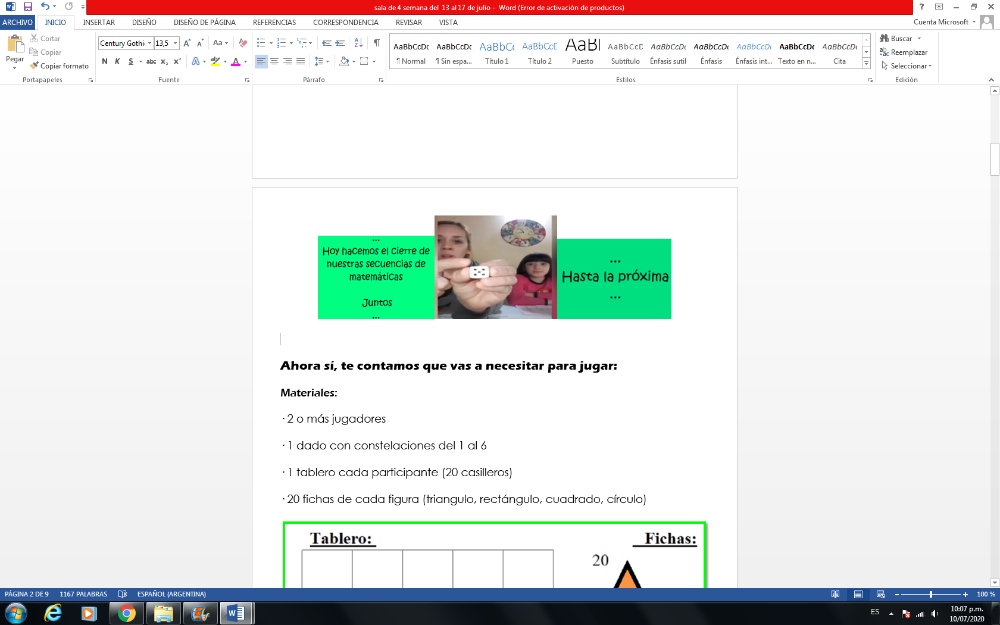 sala de 4 semana del  13 al 17 de julio -  Word (Error de activación de productos)
ARCHIVO INICIO INSERTAR DISEÑO DISEÑO DE PÁGINA REFERENCIAS CORRESPONDENCIA REVISAR VISTA Cuenta Microsoft
Pegar
Cortar
Copiar
Copiar formato
Portapapeles
Century Gothi 13,5
N K S abc x₂ x²
Fuente
Párrafo
AaBbCcDc AaBbCcDc AaBbCc AaBbCcD AaB AaBbCcD AaBbCcDc AaBbCcDc AaBbCcDc AaBbCcDc AaBbCcDc
¶ Normal ¶ Sin espa... Título 1 Título 2 Puesto Subtítulo Énfasis sutil Énfasis Énfasis int... Texto en n... Cita
Estilos
Buscar
Reemplazar
Seleccionar
Edición
...
Hoy hacemos el cierre de
nuestras secuencias de
matemáticas
Juntos
...
...
Hasta la próxima
...
Ahora sí, te contamos que vas a necesitar para jugar:
Materiales:
· 2 o más jugadores
· 1 dado con constelaciones del 1 al 6
· 1 tablero cada participante (20 casilleros)
· 20 fichas de cada figura (triangulo, rectángulo, cuadrado, círculo)
Tablero:
Fichas:
20
PÁGINA 2 DE 9 1167 PALABRAS ESPAÑOL (ARGENTINA) 100 %
ES
10:07 p.m.
10/07/2020